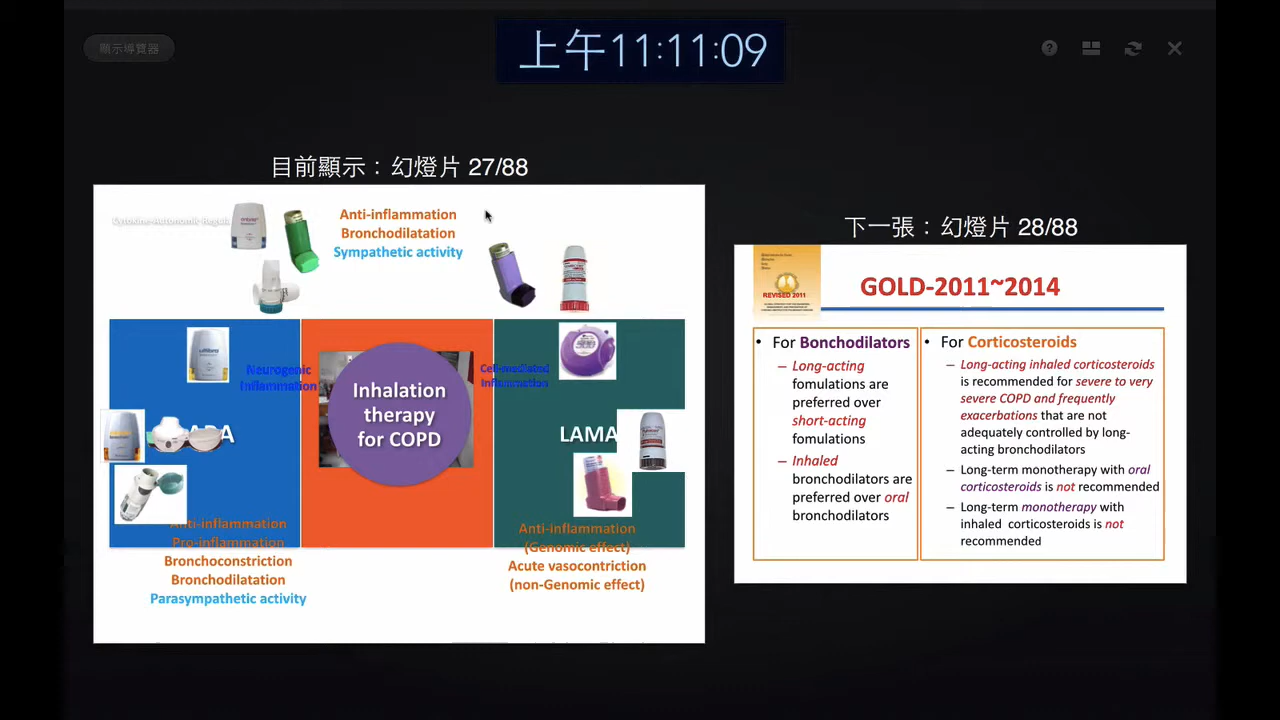 顯示導覽器
上午11:11:09
目前顯示：幻燈片 27/88
Cytokine-Autonomic-Regul
Anti-inflammation
Bronchodilatation
Sympathetic activity
Neurogenic
Inflammation
Cell-mediated
Inflammation
Inhalation
therapy
for COPD
LAMA
Anti-inflammation
Pro-inflammation
Bronchoconstriction
Bronchodilatation
Parasympathetic activity
Anti-inflammation
(Genomic effect)
Acute vasocontriction
(non-Genomic effect)
下一張：幻燈片 28/88
REVISED 2011
GOLD-2011~2014
• For Bonchodilators
– Long-acting
fomulations are
preferred over
short-acting
fomulations
– Inhaled
bronchodilators are
preferred over oral
bronchodilators
• For Corticosteroids
– Long-acting inhaled corticosteroids
is recommended for severe to very
severe COPD and frequently
exacerbations that are not
adequately controlled by long-
acting bronchodilators
– Long-term monotherapy with oral
corticosteroids is not recommended
– Long-term monotherapy with
inhaled corticosteroids is not
recommended